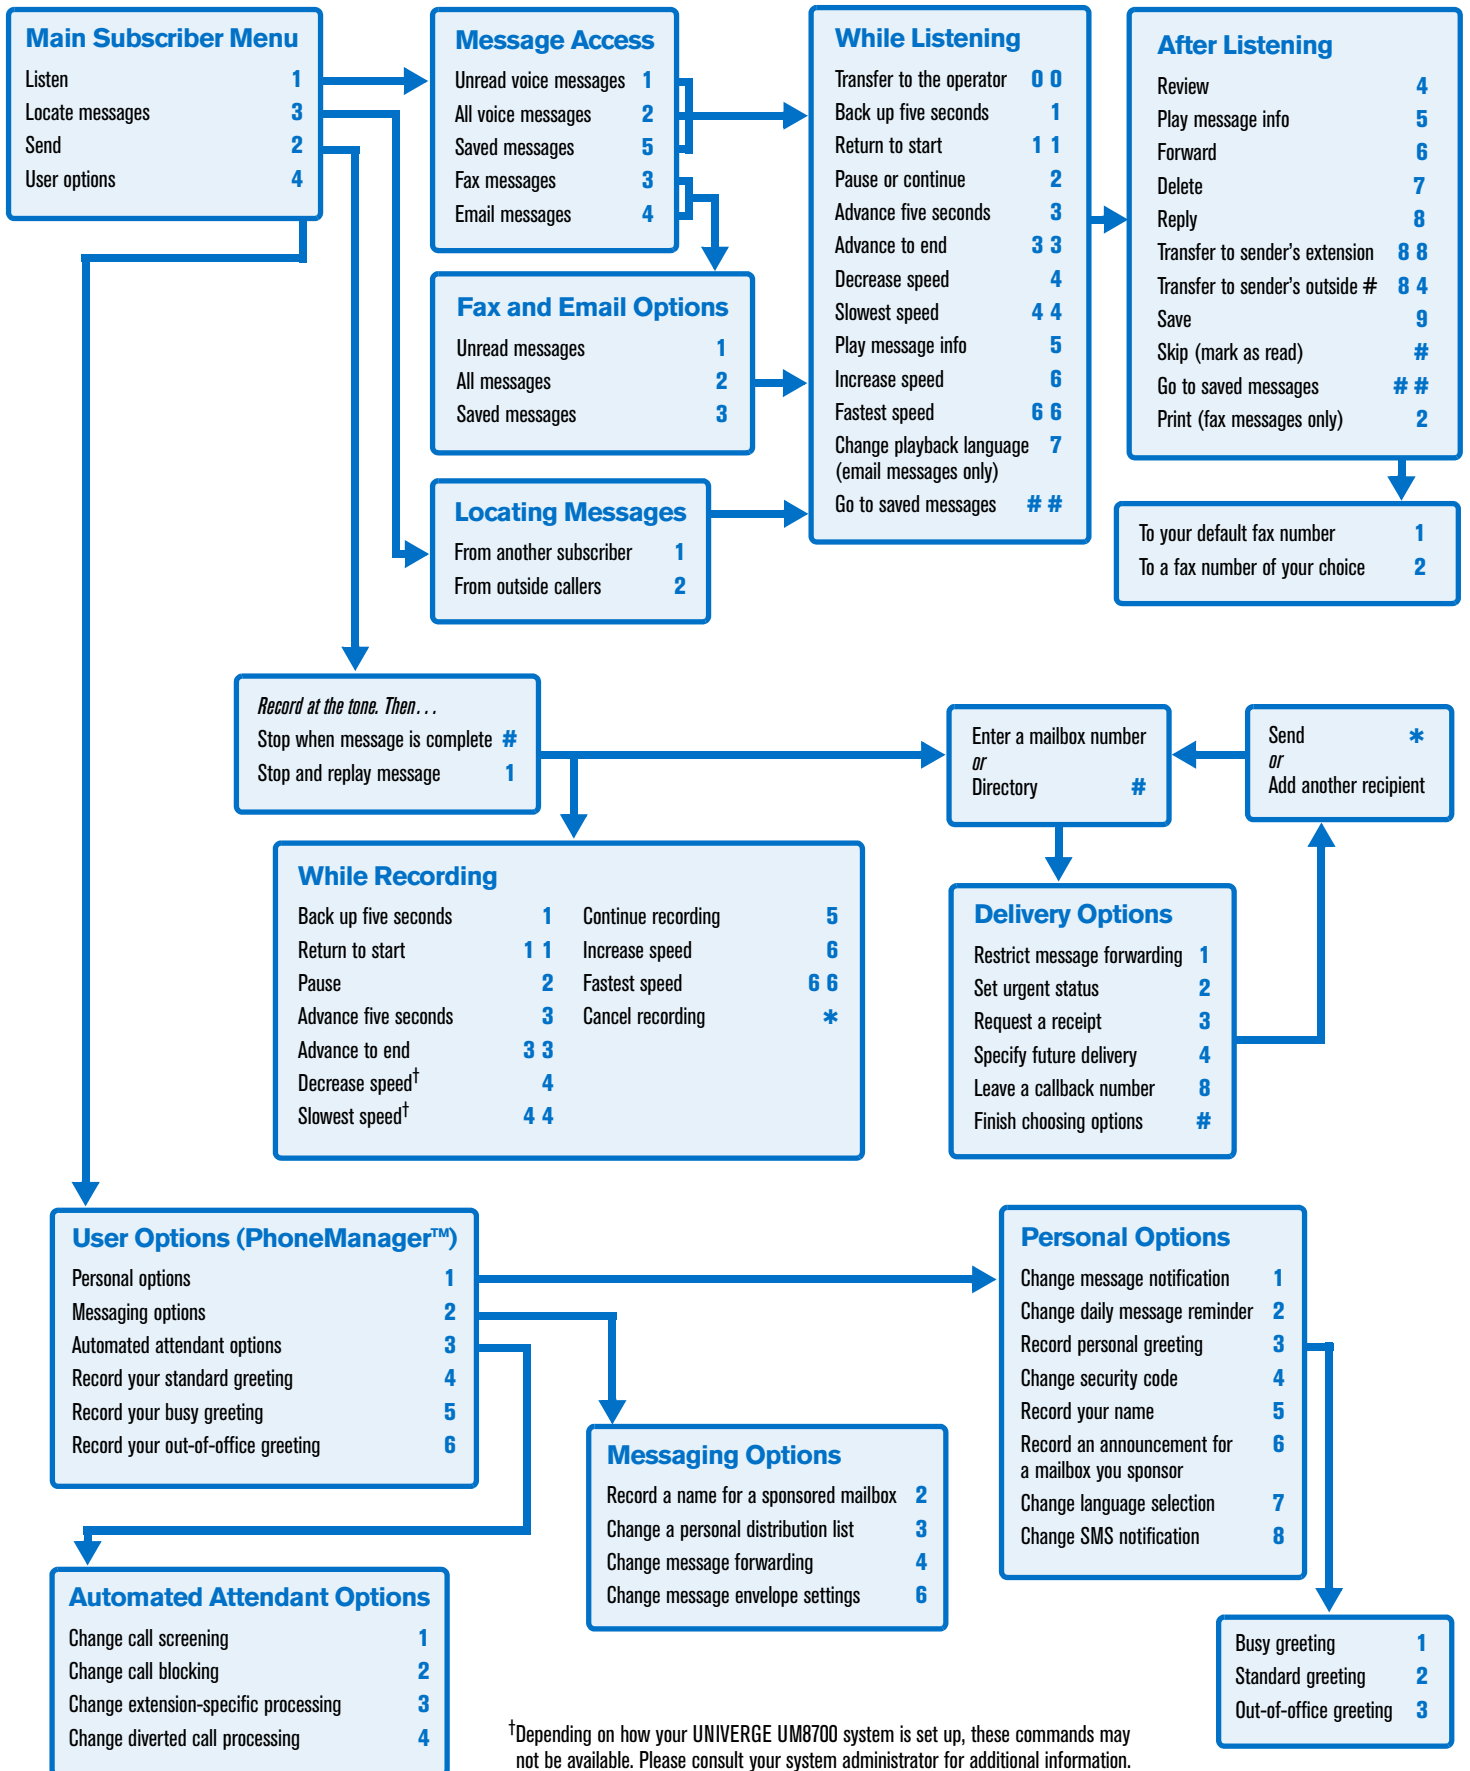 Main Subscriber Menu
Listen 1
Locate messages 3
Send 2
User options 4
Message Access
Unread voice messages 1
All voice messages 2
Saved messages 5
Fax messages 3
Email messages 4
Fax and Email Options
Unread messages 1
All messages 2
Saved messages 3
Locating Messages
From another subscriber 1
From outside callers 2
While Listening
Transfer to the operator 0 0
Back up five seconds 1
Return to start 1 1
Pause or continue 2
Advance five seconds 3
Advance to end 3 3
Decrease speed 4
Slowest speed 4 4
Play message info 5
Increase speed 6
Fastest speed 6 6
Change playback language 7
(email messages only)
Go to saved messages # #
After Listening
Review 4
Play message info 5
Forward 6
Delete 7
Reply 8
Transfer to sender's extension 8 8
Transfer to sender's outside # 8 4
Save 9
Skip (mark as read) #
Go to saved messages # #
Print (fax messages only) 2
To your default fax number 1
To a fax number of your choice 2
Record at the tone. Then...
Stop when message is complete #
Stop and replay message 1
Enter a mailbox number
or
Directory #
Send *
or
Add another recipient
While Recording
Back up five seconds 1
Return to start 1 1
Pause 2
Advance five seconds 3
Advance to end 3 3
Decrease speed† 4
Slowest speed† 4 4
Continue recording 5
Increase speed 6
Fastest speed 6 6
Cancel recording *
Delivery Options
Restrict message forwarding 1
Set urgent status 2
Request a receipt 3
Specify future delivery 4
Leave a callback number 8
Finish choosing options #
User Options (PhoneManager™)
Personal options 1
Messaging options 2
Automated attendant options 3
Record your standard greeting 4
Record your busy greeting 5
Record your out-of-office greeting 6
Personal Options
Change message notification 1
Change daily message reminder 2
Record personal greeting 3
Change security code 4
Record your name 5
Record an announcement for 6
a mailbox you sponsor
Change language selection 7
Change SMS notification 8
Messaging Options
Record a name for a sponsored mailbox 2
Change a personal distribution list 3
Change message forwarding 4
Change message envelope settings 6
Automated Attendant Options
Change call screening 1
Change call blocking 2
Change extension-specific processing 3
Change diverted call processing 4
Busy greeting 1
Standard greeting 2
Out-of-office greeting 3
†Depending on how your UNIVERGE UM8700 system is set up, these commands may
not be available. Please consult your system administrator for additional information.